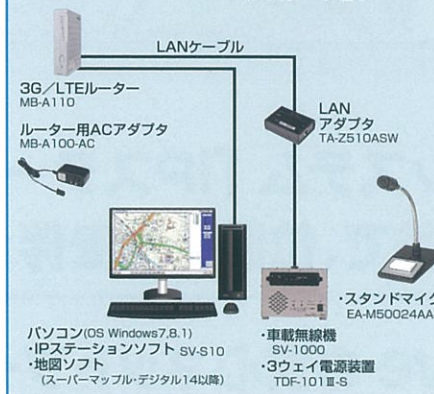 LANケーブル
3G／LTEルーター
MB-A110
ルーター用ACアダプタ
MB-A100-AC
LAN
アダプタ
TA-Z510ASW
・スタンドマイク
EA-M50024AA
パソコン(OS Windows7,8.1)
・IPステーションソフト SV-S10
・地図ソフト
(スーパーマップル・デジタル14以降)
・車載無線機
SV-1000
・3ウェイ電源装置
TDF-101Ⅲ-S